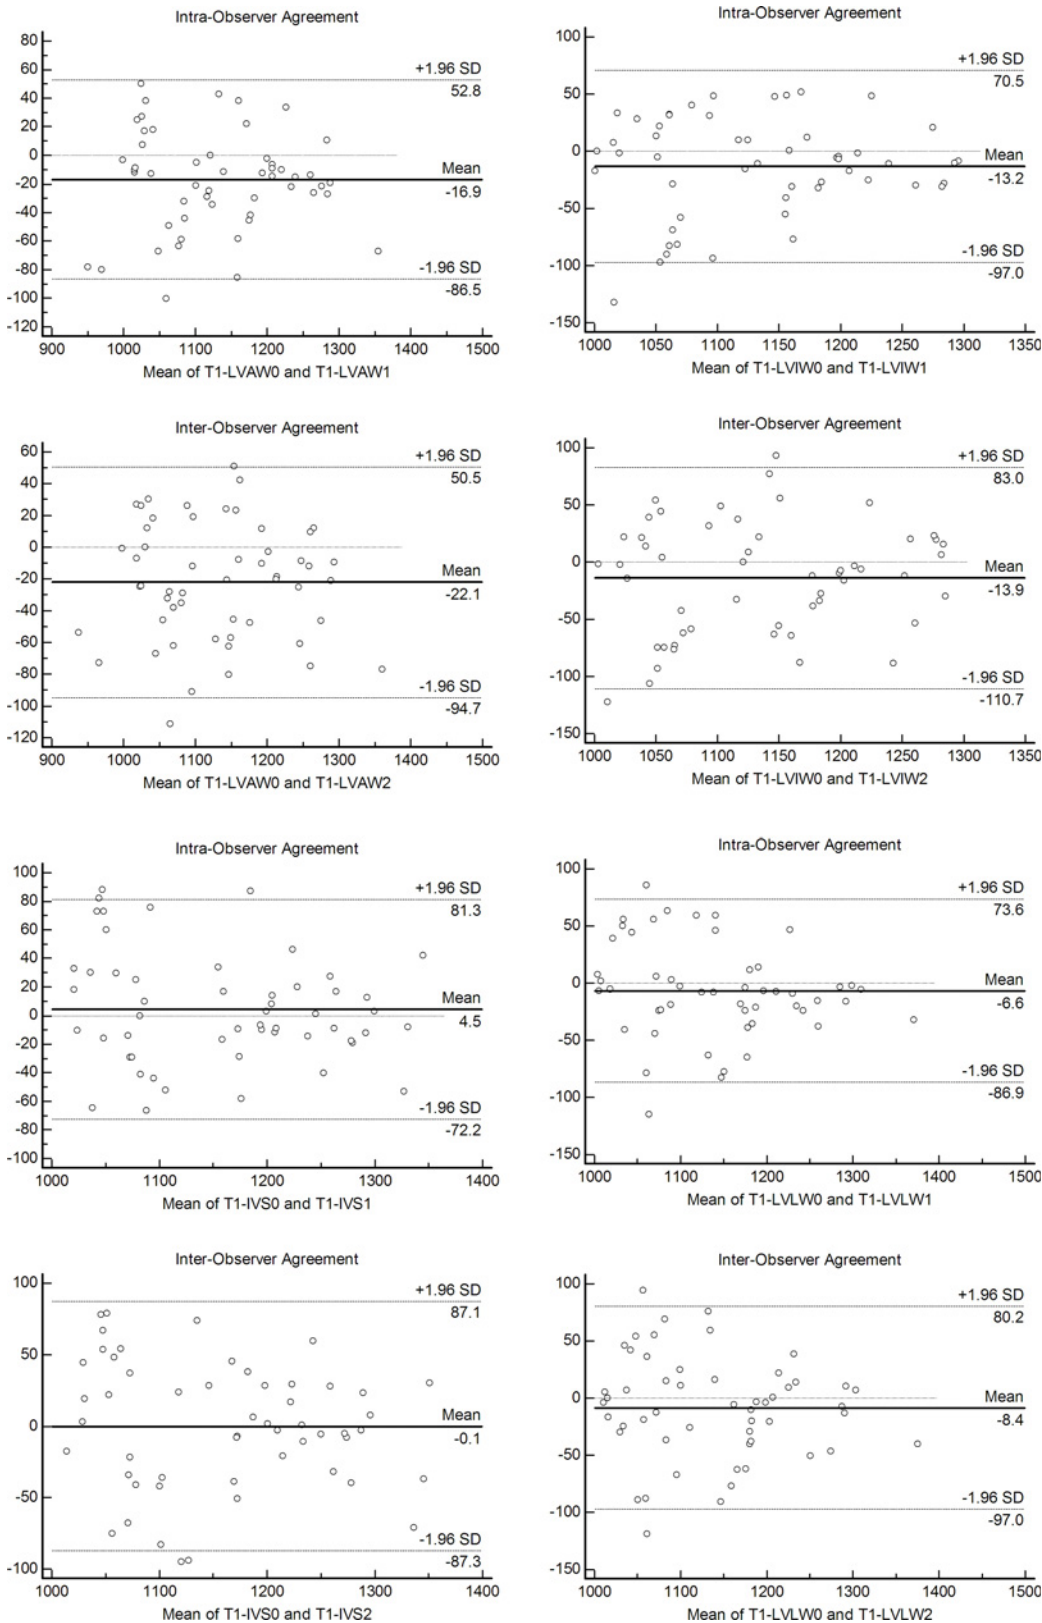 Intra-Observer Agreement
80
60
40
20
0
-20
-40
-60
-80
-100
-120
+1.96 SD
52.8
Mean
-16.9
-1.96 SD
-86.5
900 1000 1100 1200 1300 1400 1500
Mean of T1-LVAW0 and T1-LVAW1
Intra-Observer Agreement
100
50
0
-50
-100
-150
+1.96 SD
70.5
Mean
-13.2
-1.96 SD
-97.0
1000 1050 1100 1150 1200 1250 1300 1350
Mean of T1-LVIW0 and T1-LVIW1
Inter-Observer Agreement
60
40
20
0
-20
-40
-60
-80
-100
-120
+1.96 SD
50.5
Mean
-22.1
-1.96 SD
-94.7
900 1000 1100 1200 1300 1400 1500
Mean of T1-LVAW0 and T1-LVAW2
Inter-Observer Agreement
100
50
0
-50
-100
-150
+1.96 SD
83.0
Mean
-13.9
-1.96 SD
-110.7
1000 1050 1100 1150 1200 1250 1300 1350
Mean of T1-LVIW0 and T1-LVIW2
Intra-Observer Agreement
100
80
60
40
20
0
-20
-40
-60
-80
-100
+1.96 SD
81.3
Mean
4.5
-1.96 SD
-72.2
1000 1100 1200 1300 1400
Mean of T1-IVS0 and T1-IVS1
Intra-Observer Agreement
100
50
0
-50
-100
-150
+1.96 SD
73.6
Mean
-6.6
-1.96 SD
-86.9
1000 1100 1200 1300 1400 1500
Mean of T1-LVLW0 and T1-LVLW1
Inter-Observer Agreement
100
50
0
-50
-100
+1.96 SD
87.1
Mean
-0.1
-1.96 SD
-87.3
1000 1100 1200 1300 1400
Mean of T1-IVS0 and T1-IVS2
Inter-Observer Agreement
100
50
0
-50
-100
-150
+1.96 SD
80.2
Mean
-8.4
-1.96 SD
-97.0
1000 1100 1200 1300 1400 1500
Mean of T1-LVLW0 and T1-LVLW2